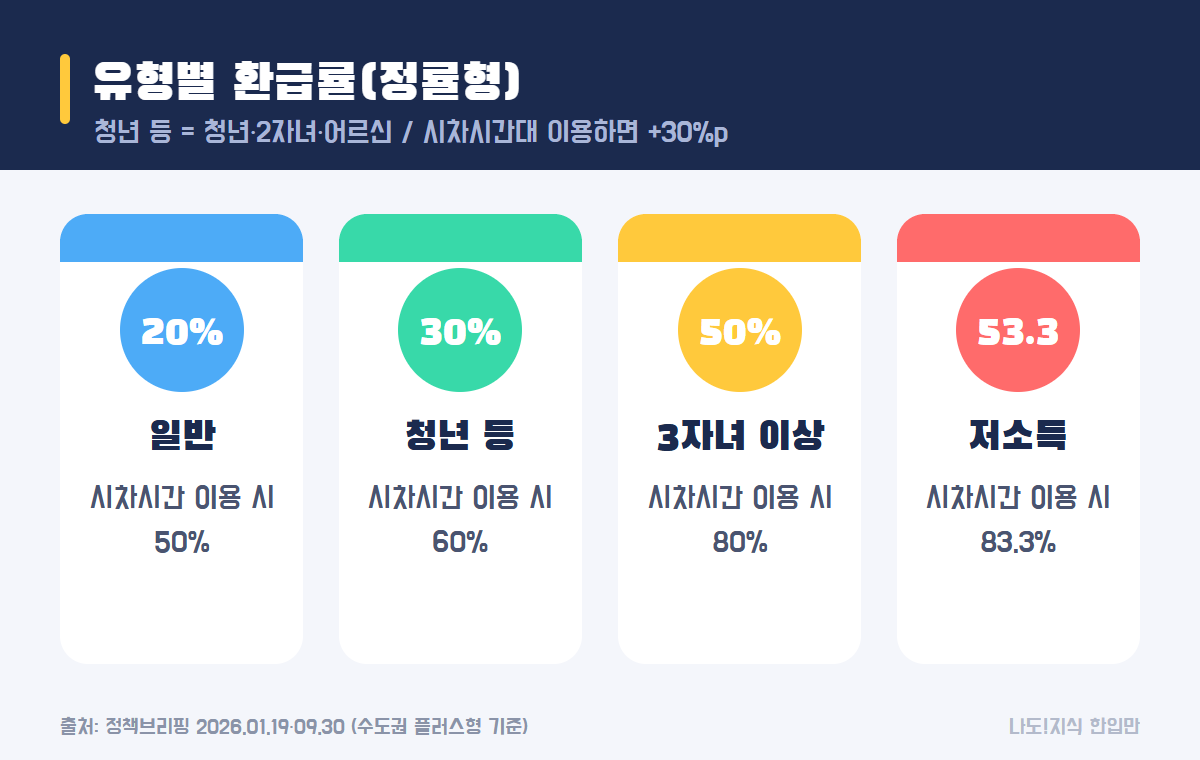 유형별 환급률(정률형)
청년 등 = 청년·2자녀·어르신 / 시차시간대 이용하면 +30%p
20%
일반
시차시간 이용 시
50%
30%
청년 등
시차시간 이용 시
60%
50%
3자녀 이상
시차시간 이용 시
80%
53.3
저소득
시차시간 이용 시
83.3%
출처: 정책브리핑 2026.01.19·09.30 (수도권 플러스형 기준)
나도!지식 한입만